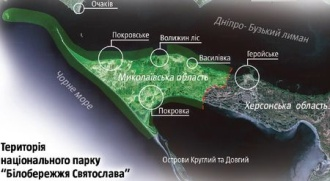 Очаків
Дніпро- Бузький лиман
Покровське
Волижин ліс
Василівка
Геройське
Миколаївська область
Чорне море
Херсонська область
Покровка
Територія
національного парку
"Білобережжя Святослава"
Острови Круглий та Довгий